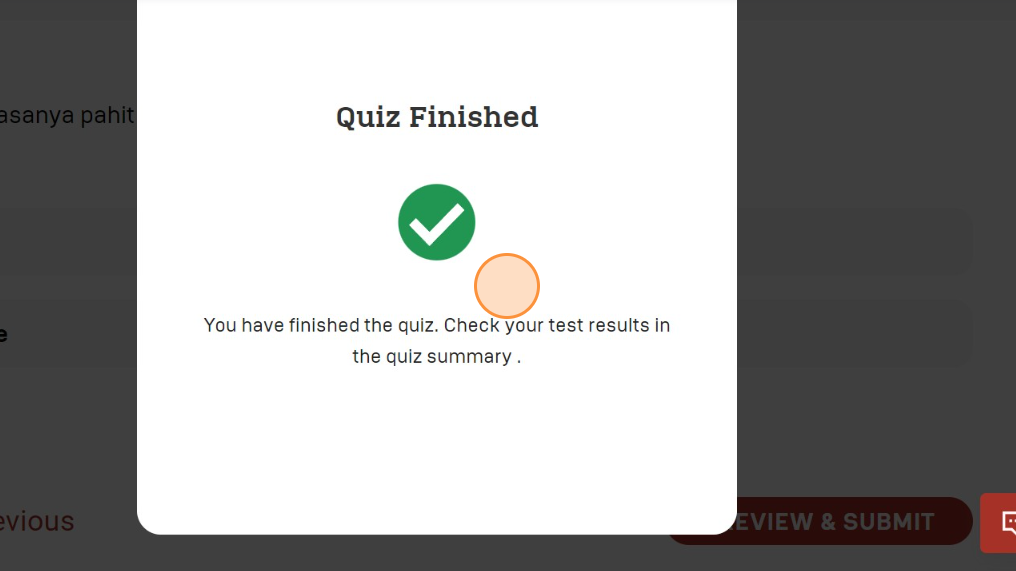 Quiz Finished
asanya pahit
You have finished the quiz. Check your test results in
the quiz summary .
e
evious
EVIEW & SUBMIT